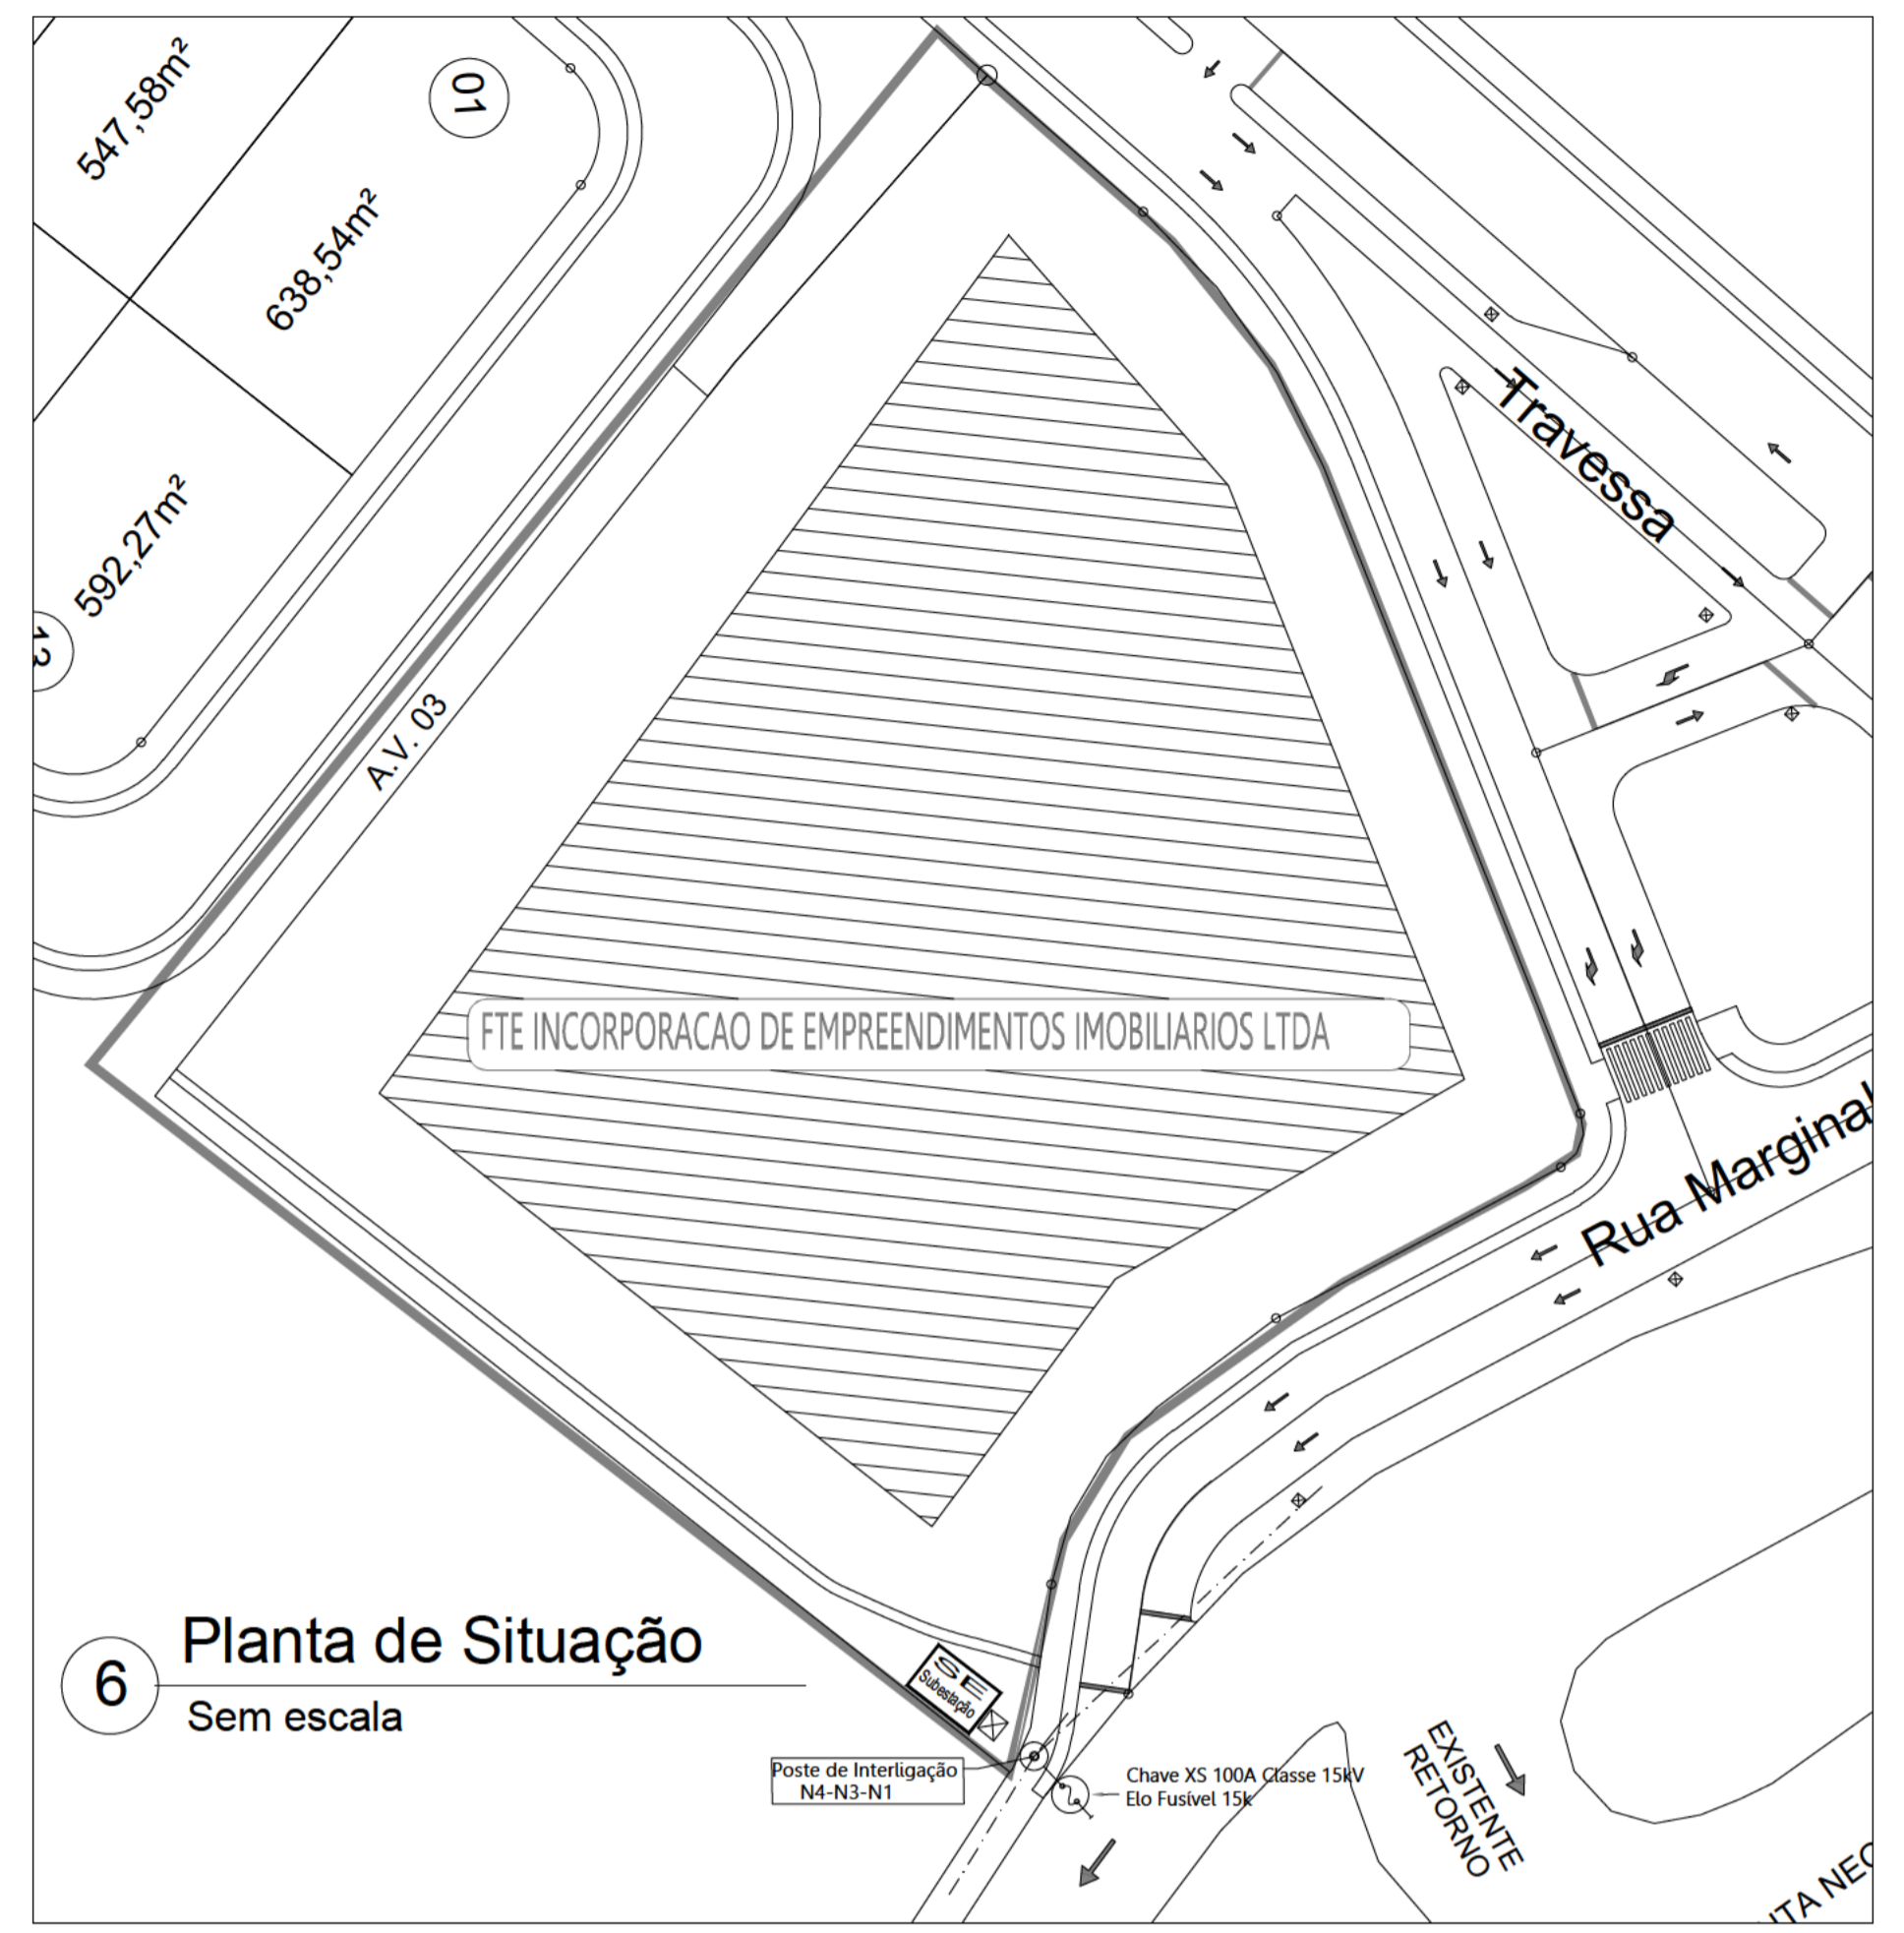 547,58m²
01
638,54m²
592,27m²
13
A.V. 03
Travessa
FTE INCORPORACAO DE EMPREENDIMENTOS IMOBILIARIOS LTDA
Rua Marginal
6
Planta de Situação
Sem escala
SE
Subestação
Poste de Interligação
N4-N3-N1
Chave XS 100A Classe 15kV
Elo Fusível 15k
EXISTENTE
RETORNO